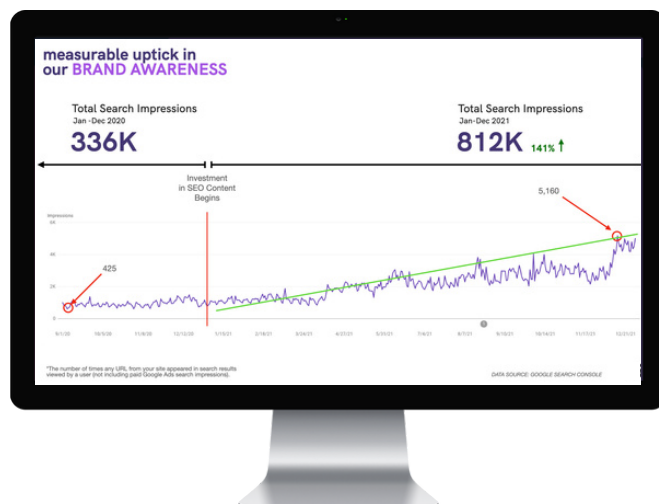 measurable uptick in
our BRAND AWARENESS
Total Search Impressions
Jan -Dec 2020
336K
Total Search Impressions
Jan-Dec 2021
812K 141%
Investment
in SEO Content
Begins
5,160
425
Impressions
6K
4K
2K
0
9/1/20 10/5/20 11/8/20 12/12/20 1/15/21 2/18/21 3/24/21 4/27/21 5/31/21 7/4/21 8/7/21 9/10/21 10/14/21 11/17/21 12/21/21
*The number of times any URL from your site appeared in search results
viewed by a user (not including paid Google Ads search impressions).
DATA SOURCE: GOOGLE SEARCH CONSOLE